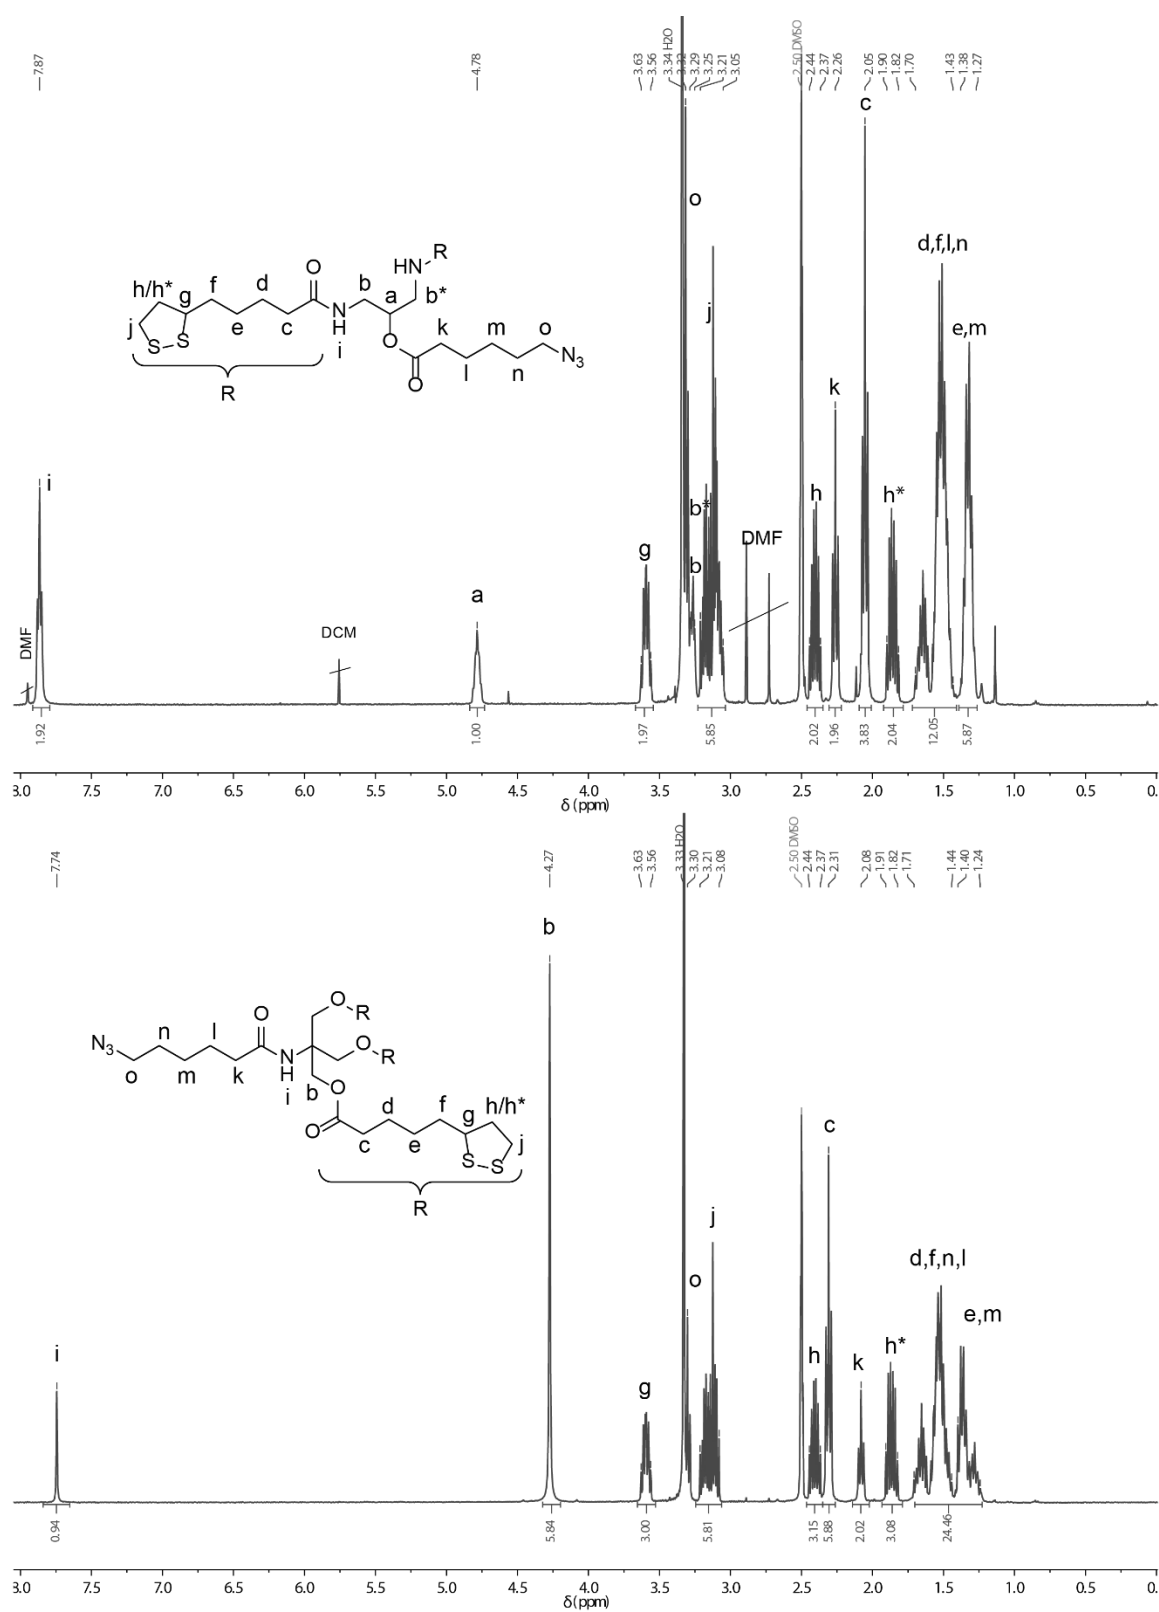 7.87
4.78
3.63
3.56
3.34 H2O
3.32
3.29
3.25
3.21
3.05
2.50 DMSO
2.44
2.37
2.26
2.05
1.90
1.82
1.70
1.43
1.38
1.27
c
o
d,f,l,n
HN
R
O
b
a
b*
h/h*
g
f
d
e
c
j
S
S
N
H
i
O
O
k
l
m
n
o
N3
R
j
e,m
k
i
b*
h
h*
DMF
g
b
a
DMF
DCM
1.92
1.00
1.97
5.85
2.02
1.96
3.83
2.04
12.05
5.87
3.0 7.5 7.0 6.5 6.0 5.5 5.0 4.5 4.0 3.5 3.0 2.5 2.0 1.5 1.0 0.5 0.
δ (ppm)
7.74
4.27
3.63
3.56
3.33 H2O
3.30
3.21
3.08
2.50 DMSO
2.44
2.37
2.31
2.08
1.91
1.82
1.71
1.44
1.40
1.24
b
O
R
O
R
O
N3
n
l
o
m
k
N
H
i
b
O
O
d
f
g
h/h*
c
e
S
S
j
R
c
j
d,f,n,l
o
e,m
i
h
k
h*
g
0.94
5.84
3.00
5.81
3.15
5.88
2.02
3.08
24.46
3.0 7.5 7.0 6.5 6.0 5.5 5.0 4.5 4.0 3.5 3.0 2.5 2.0 1.5 1.0 0.5 0.
δ (ppm)